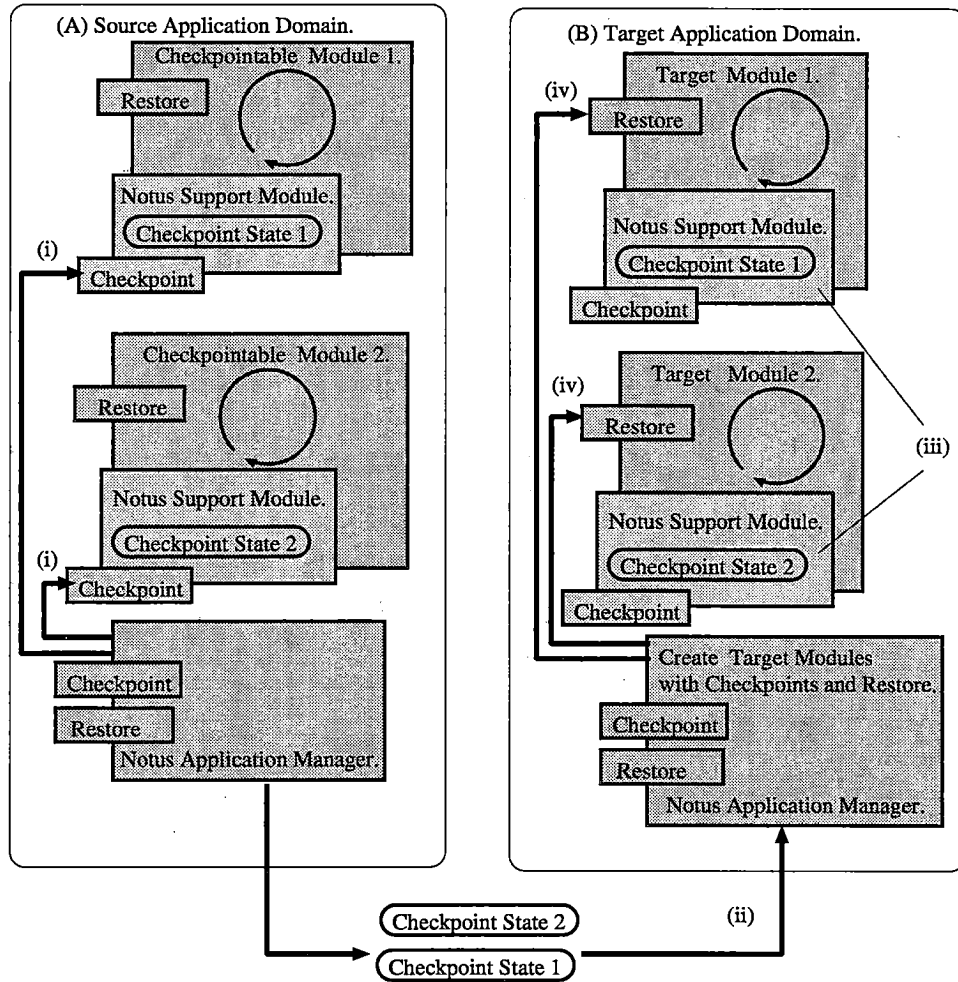 (A) Source Application Domain.
Checkpointable Module 1.
Restore
Notus Support Module.
Checkpoint State 1
(i)
Checkpoint
Checkpointable Module 2.
Restore
Notus Support Module.
Checkpoint State 2
(i)
Checkpoint
Checkpoint
Restore
Notus Application Manager.
(B) Target Application Domain.
Target Module 1.
(iv)
Restore
Notus Support Module.
Checkpoint State 1
Checkpoint
Target Module 2.
(iv)
Restore
(iii)
Notus Support Module.
Checkpoint State 2
Checkpoint
Create Target Modules
with Checkpoints and Restore.
Checkpoint
Restore
Notus Application Manager.
Checkpoint State 2
(ii)
Checkpoint State 1